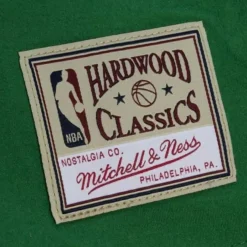 HARDWOOD
NBA
CLASSICS
NOSTALGIA CO.
Mitchell & Ness
PHILADELPHIA, PA.